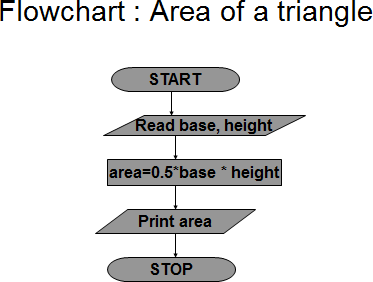 Flowchart : Area of a triangle
START
Read base, height
area=0.5*base * height
Print area
STOP